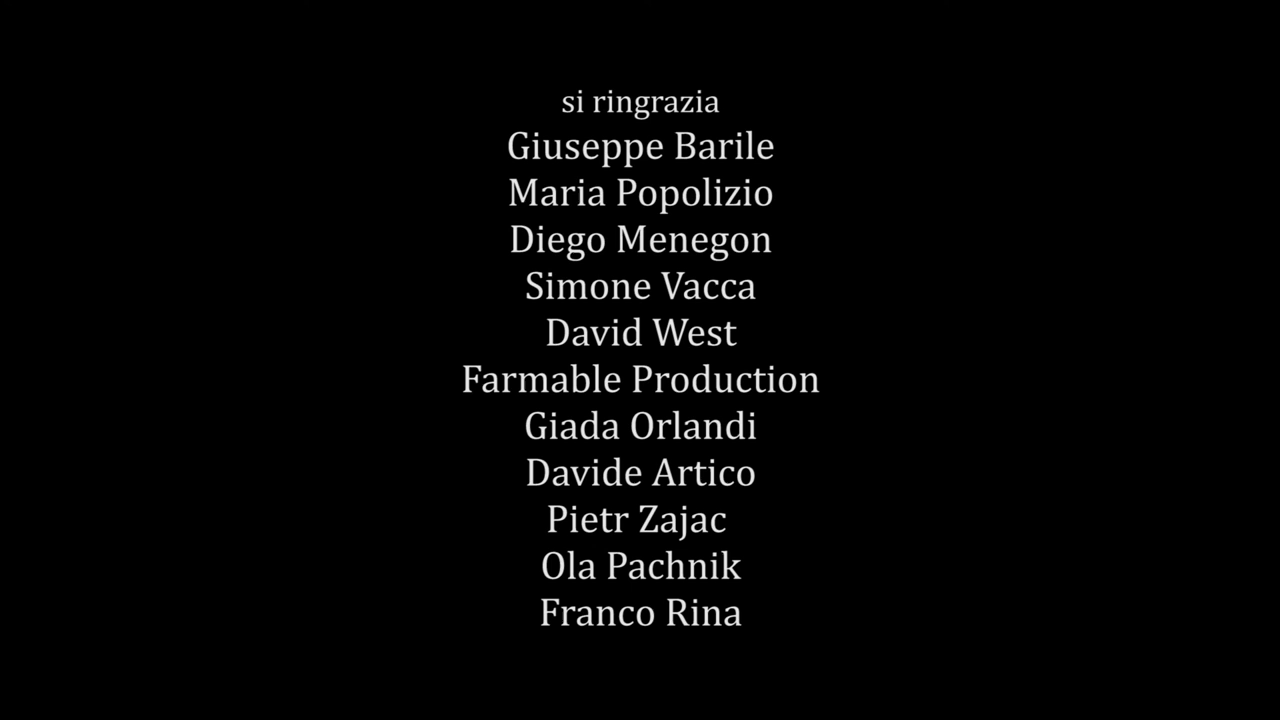 si ringrazia
Giuseppe Barile
Maria Popolizio
Diego Menegon
Simone Vacca
David West
Farmable Production
Giada Orlandi
Davide Artico
Pietr Zajac
Ola Pachnik
Franco Rina